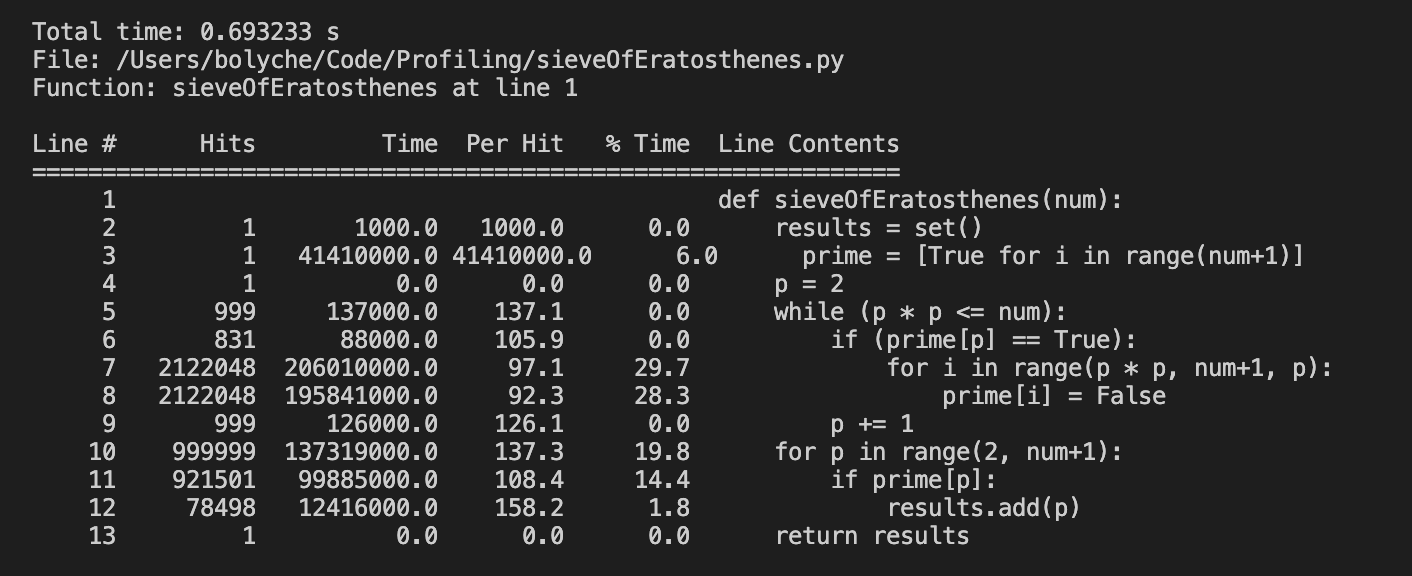 Total time: 0.693233 s
File: /Users/bolyche/Code/Profiling/sieveOfEratosthenes.py
Function: sieveOfEratosthenes at line 1

Line #      Hits         Time  Per Hit   % Time  Line Contents
==============================================================
     1                                           def sieveOfEratosthenes(num):
     2         1       1000.0   1000.0      0.0      results = set()
     3         1   41410000.0 41410000.0      6.0      prime = [True for i in range(num+1)]
     4         1          0.0      0.0      0.0      p = 2
     5       999     137000.0    137.1      0.0      while (p * p <= num):
     6       831      88000.0    105.9      0.0          if (prime[p] == True):
     7   2122048  206010000.0     97.1     29.7              for i in range(p * p, num+1, p):
     8   2122048  195841000.0     92.3     28.3                  prime[i] = False
     9       999     126000.0    126.1      0.0          p += 1
    10    999999  137319000.0    137.3     19.8      for p in range(2, num+1):
    11    921501   99885000.0    108.4     14.4          if prime[p]:
    12     78498   12416000.0    158.2      1.8              results.add(p)
    13         1          0.0      0.0      0.0      return results